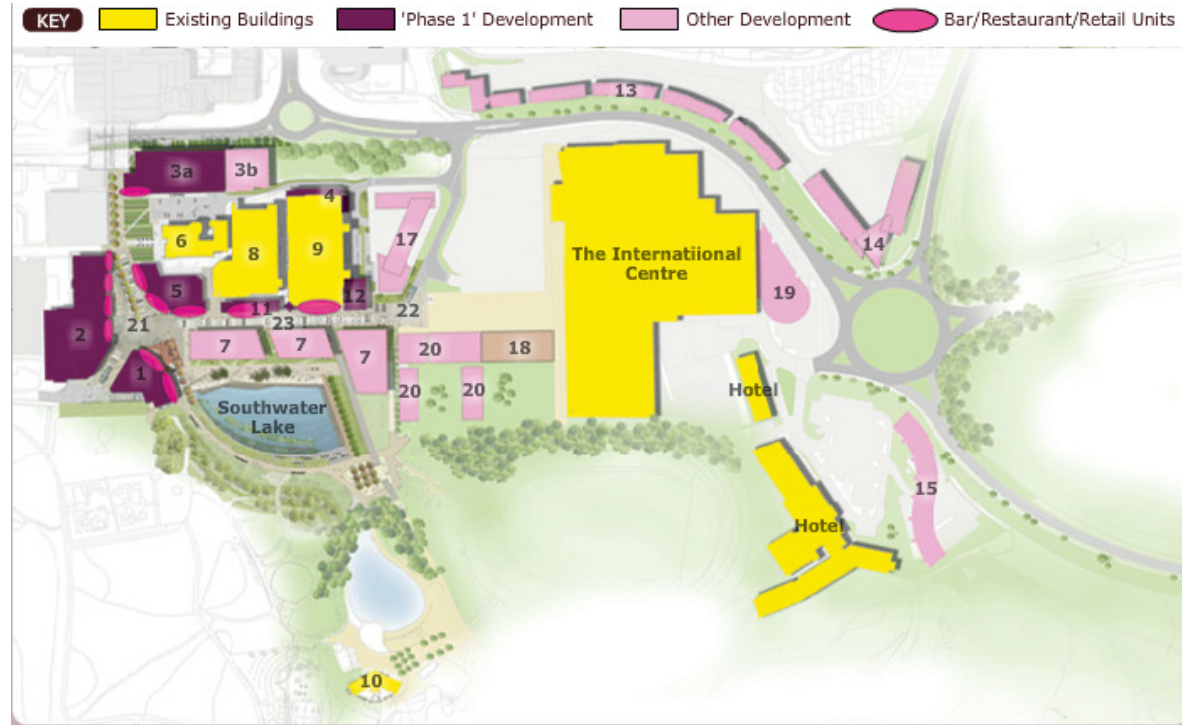 KEY Existing Buildings 'Phase 1' Development Other Development Bar/Restaurant/Retail Units
13
3a 3b
4
6 8 9 17
14
The Internatiional
Centre
5 12 19
11 22
21 23
2
7 7 7 20 18
1
20 20
Hotel
Southwater
Lake
15
Hotel
10